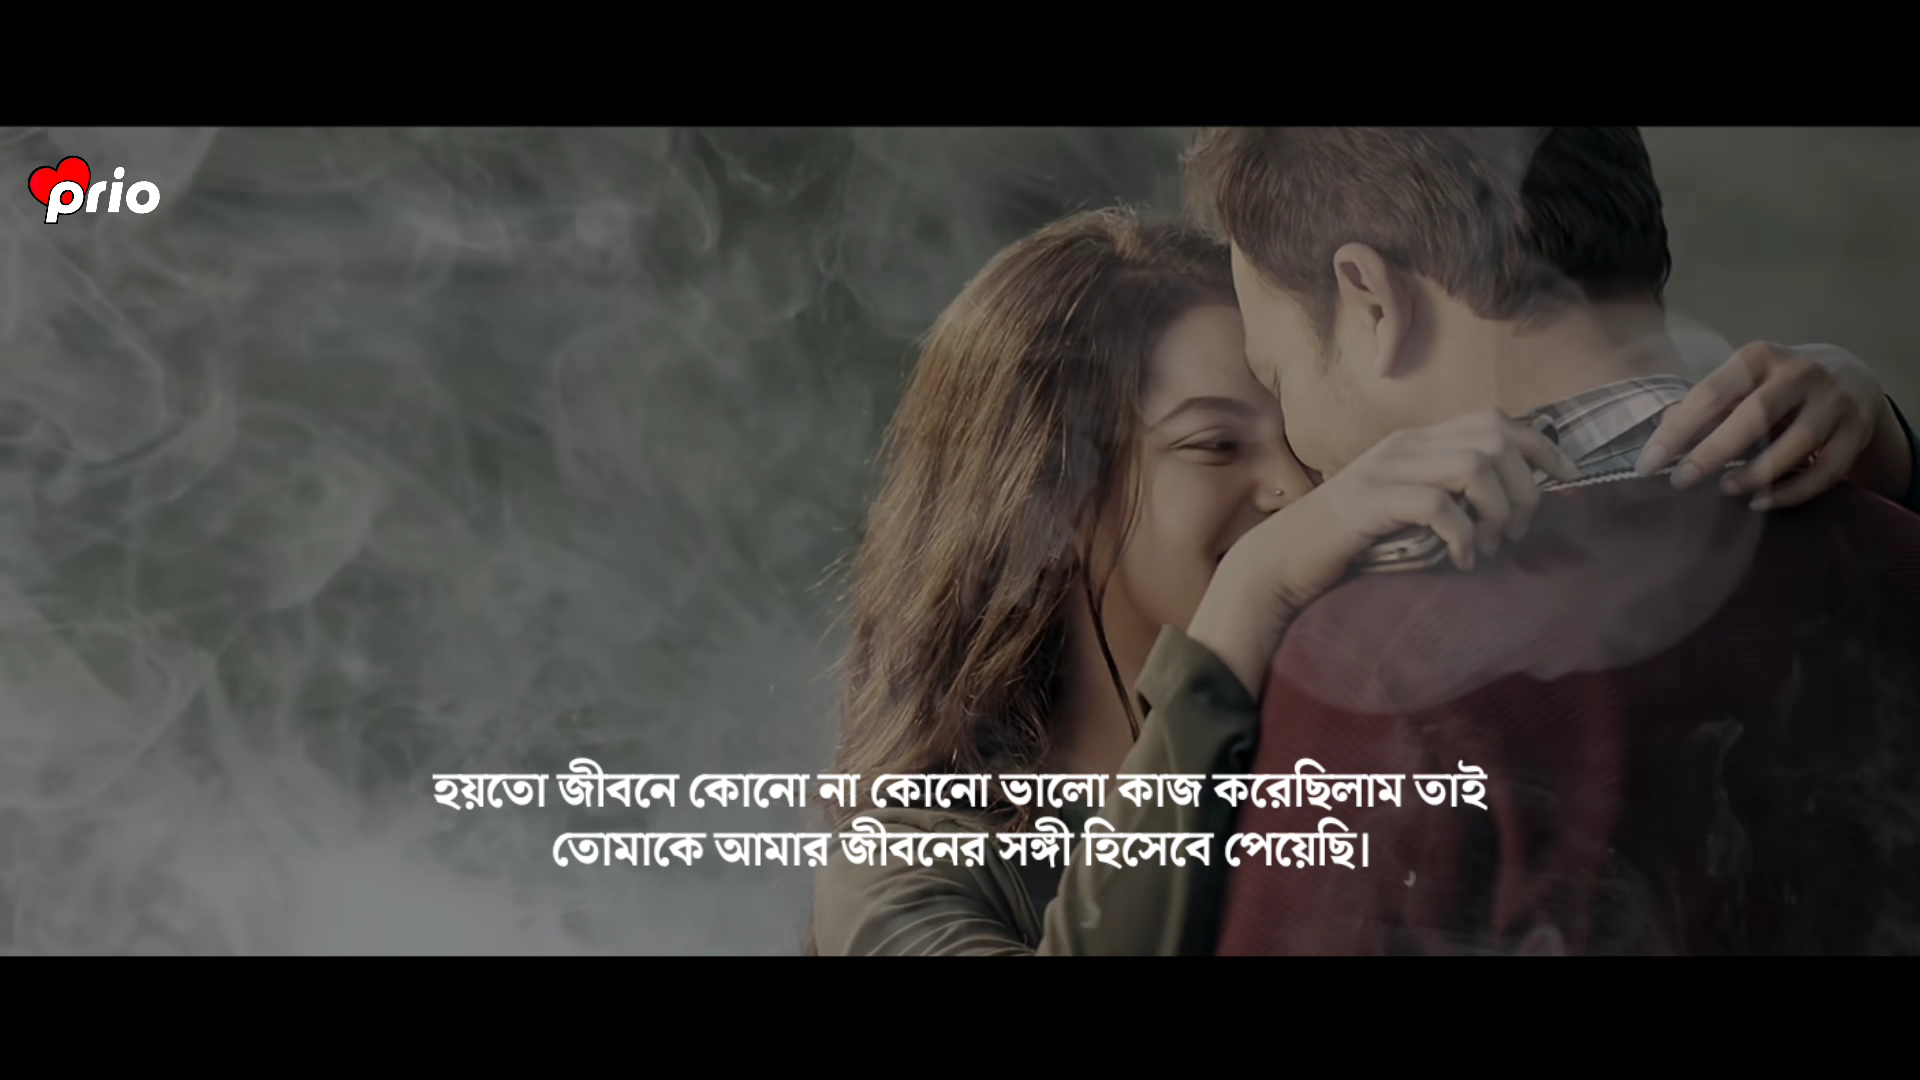 prio
হয়তো জীবনে কোনো না কোনো ভালো কাজ করেছিলাম তাই
তোমাকে আমার জীবনের সঙ্গী হিসেবে পেয়েছি।